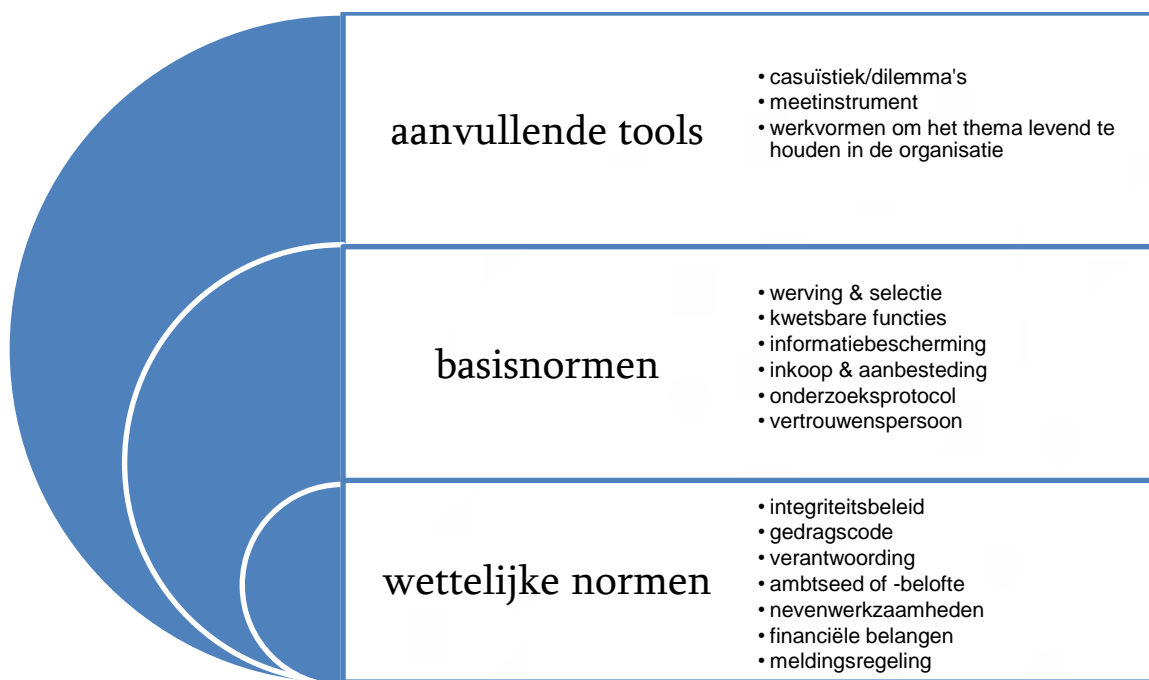 aanvullende tools
• casuïstiek/dilemma's
• meetinstrument
• werkvormen om het thema levend te
houden in de organisatie
basisnormen
• werving & selectie
• kwetsbare functies
• informatiebescherming
• inkoop & aanbesteding
• onderzoeksprotocol
• vertrouwenspersoon
wettelijke normen
• integriteitsbeleid
• gedragscode
• verantwoording
• ambtseed of -belofte
• nevenwerkzaamheden
• financiële belangen
• meldingsregeling